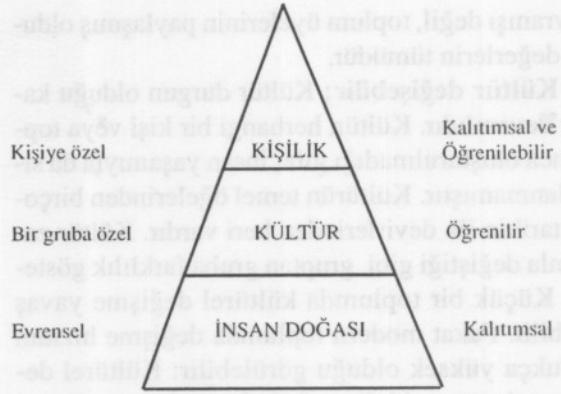 Kişiye özel KİŞİLİK Kalıtımsal ve
Öğrenilebilir
Bir gruba özel KÜLTÜR Öğrenilir
Evrensel İNSAN DOĞASI Kalıtımsal